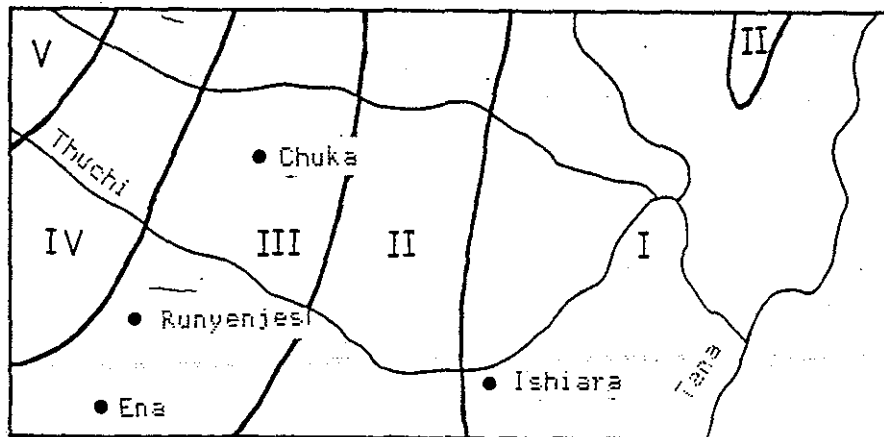 V
II
Thuchi
Chuka
IV
III
II
I
Runyenjes
Tana
Ishiara
Ena